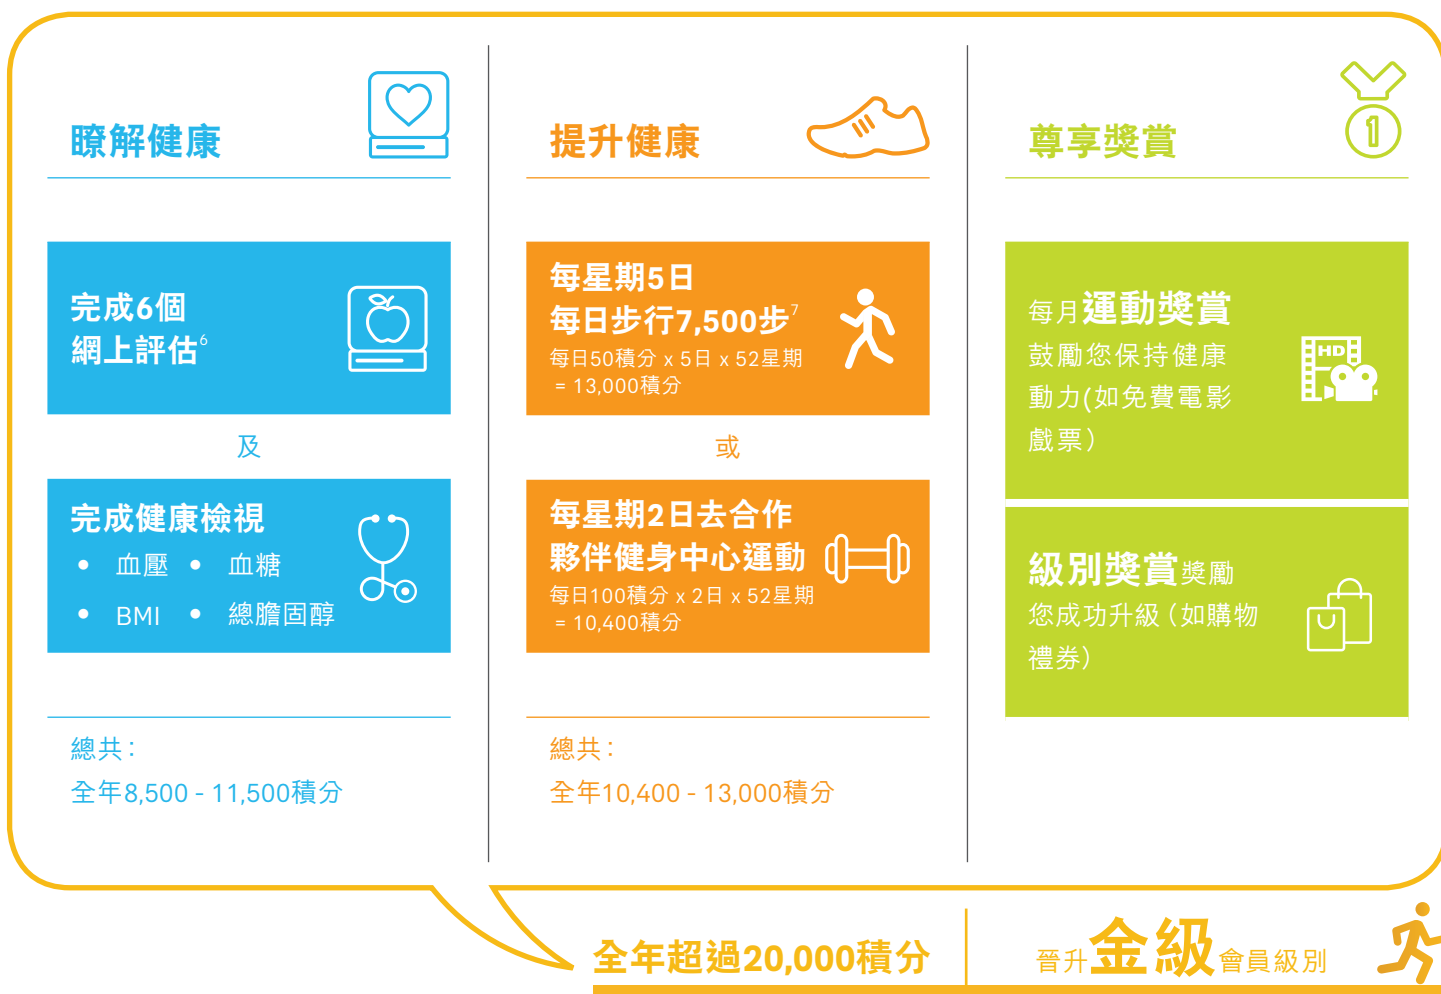 瞭解健康
完成6個
網上評估6
及
完成健康檢視
• 血壓 • 血糖
• BMI • 總膽固醇
總共：
全年8,500 - 11,500積分
提升健康
每星期5日
每日步行7,500步7
每日50積分 x 5日 x 52星期
= 13,000積分
或
每星期2日去合作
夥伴健身中心運動
每日100積分 x 2日 x 52星期
= 10,400積分
總共：
全年10,400 - 13,000積分
尊享獎賞
1
每月運動獎賞
鼓勵您保持健康
動力(如免費電影
戲票）
HD
級別獎賞獎勵
您成功升級（如購物
禮券）
全年超過20,000積分
晉升金級會員級別